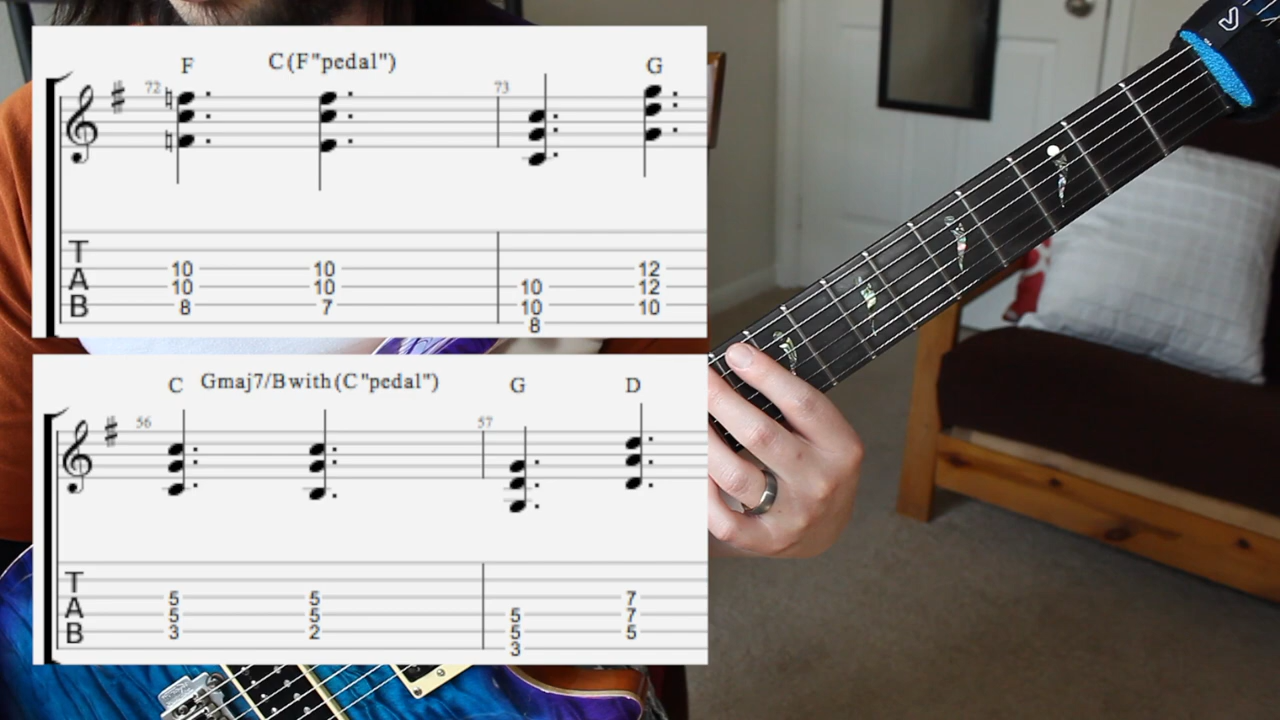 F C(F"pedal") G
72 73
T
A
B
10 10 12
10 10 10 12
8 7 10 10
8
C Gmaj7/B with (C "pedal") G D
56 57
T
A
B
5 5 7
5 5 5 7
3 2 5 5
3